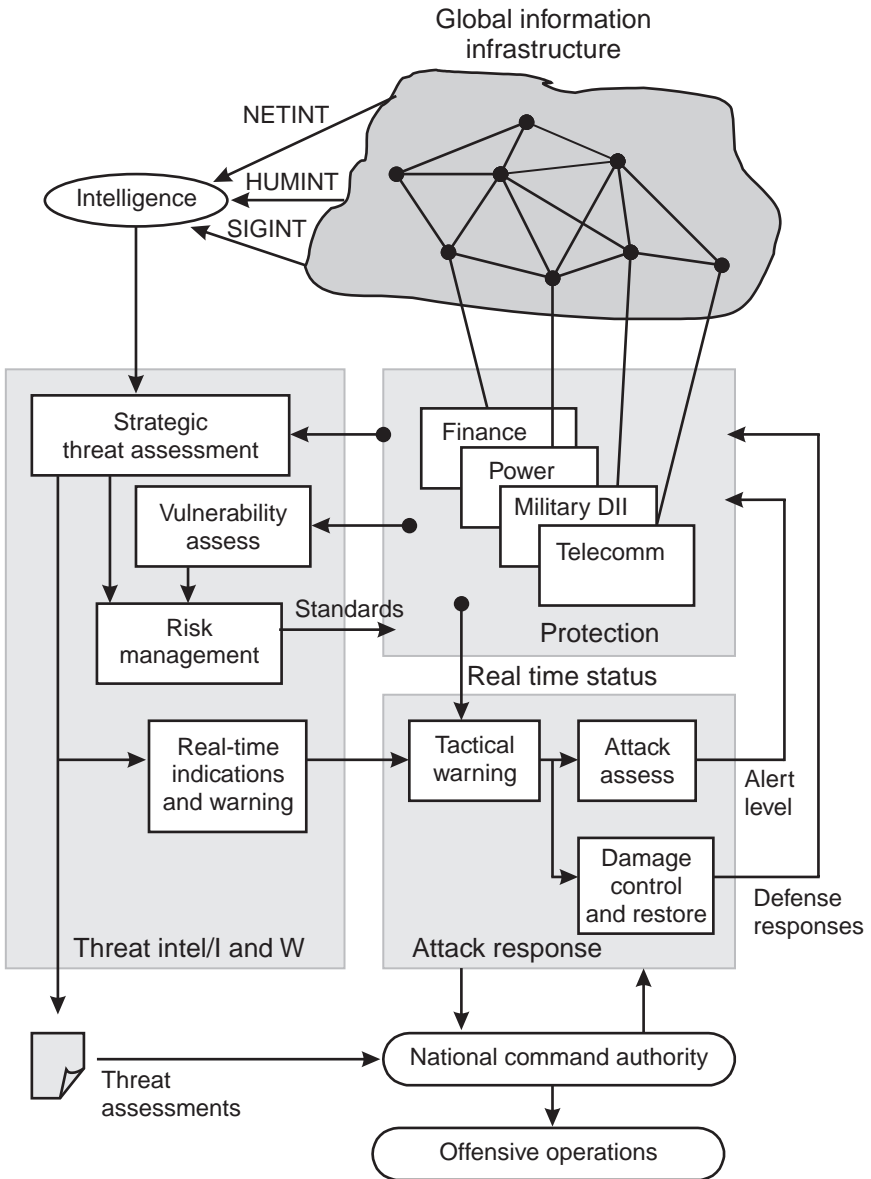 Global information
infrastructure
NETINT
HUMINT
SIGINT
Intelligence
Strategic
threat assessment
Vulnerability
assess
Risk
management
Standards
Real-time
indications
and warning
Threat intel/I and W
Finance
Power
Military DII
Telecomm
Protection
Real time status
Tactical
warning
Attack
assess
Alert
level
Damage
control
and restore
Defense
responses
Attack response
Threat
assessments
National command authority
Offensive operations